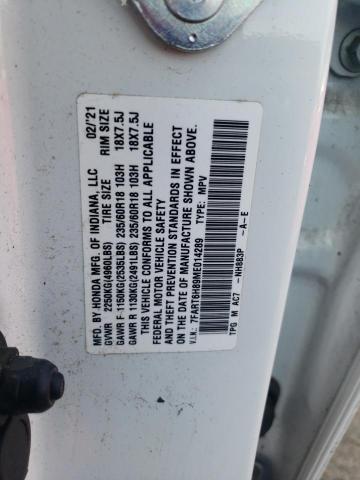 MFD. BY HONDA MFG. OF INDIANA, LLC 02/'21
GVWR 2250KG(4960LBS) TIRE SIZE RIM SIZE
GAWR F 1150KG(2535LBS) 235/60R18 103H 18X7.5J
GAWR R 1130KG(2491LBS) 235/60R18 103H 18X7.5J
THIS VEHICLE CONFORMS TO ALL APPLICABLE
FEDERAL MOTOR VEHICLE SAFETY
AND THEFT PREVENTION STANDARDS IN EFFECT
ON THE DATE OF MANUFACTURE SHOWN ABOVE.
V.I.N.: 7FART6H89ME014289 TYPE: MPV
NH883P -A-E
TPG M AC7